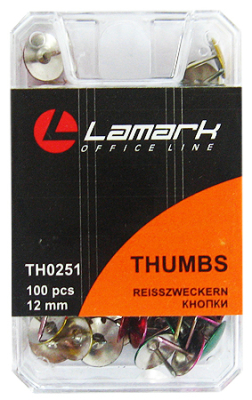 Lamark
OFFICE LINE
TH0251
THUMBS
100 pcs
12 mm
REISSZWECKERN
КНОПКИ